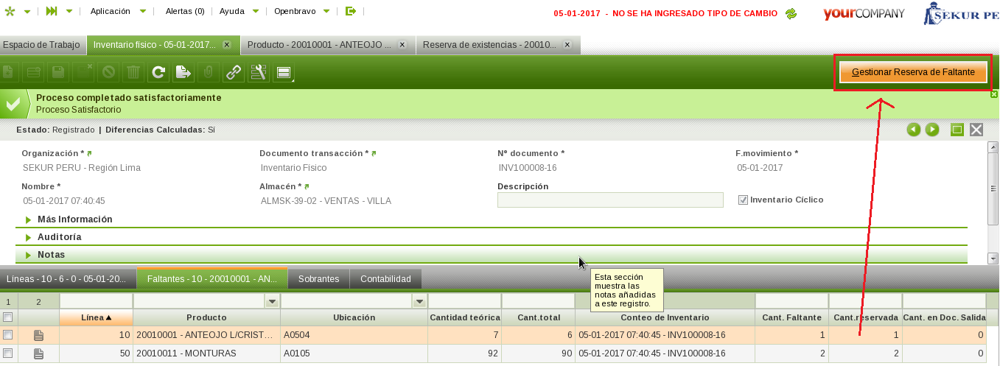 Aplicación Alertas (0) Ayuda Openbravo 05-01-2017 - NO SE HA INGRESADO TIPO DE CAMBIO yourCOMPANY SEKUR PE
Espacio de Trabajo Inventario físico - 05-01-2017... Producto - 20010001 - ANTEOJO ... Reserva de existencias - 20010...
Gestionar Reserva de Faltante
Proceso completado satisfactoriamente
Proceso Satisfactorio
Estado: Registrado | Diferencias Calculadas: Sí
Organización * Documento transacción * Nº documento * F.movimiento *
SEKUR PERU - Región Lima Inventario Físico INV100008-16 05-01-2017
Nombre * Almacén * Descripción
05-01-2017 07:40:45 ALMSK-39-02 - VENTAS - VILLA Inventario Cíclico
Más Información
Auditoría
Notas
Líneas - 10 - 6 - 0 - 05-01-20... Faltantes - 10 - 20010001 - AN... Sobrantes Contabilidad
Esta sección
muestra las
notas añadidas
a este registro.
1 2
Línea Producto Ubicación Cantidad teórica Cant.total Conteo de Inventario Cant. Faltante Cant.reservada Cant. en Doc. Salida
10 20010001 - ANTEOJO L/CRIST... A0504 7 6 05-01-2017 07:40:45 - INV100008-16 1 1 0
50 20010011 - MONTURAS A0105 92 90 05-01-2017 07:40:45 - INV100008-16 2 2 0